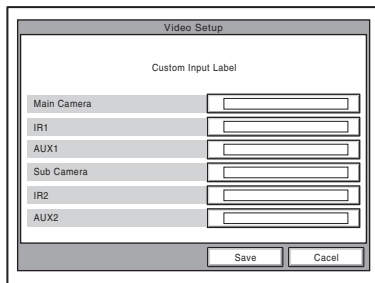 Video Setup
Custom Input Label
Main Camera
IR1
AUX1
Sub Camera
IR2
AUX2
Save Cacel